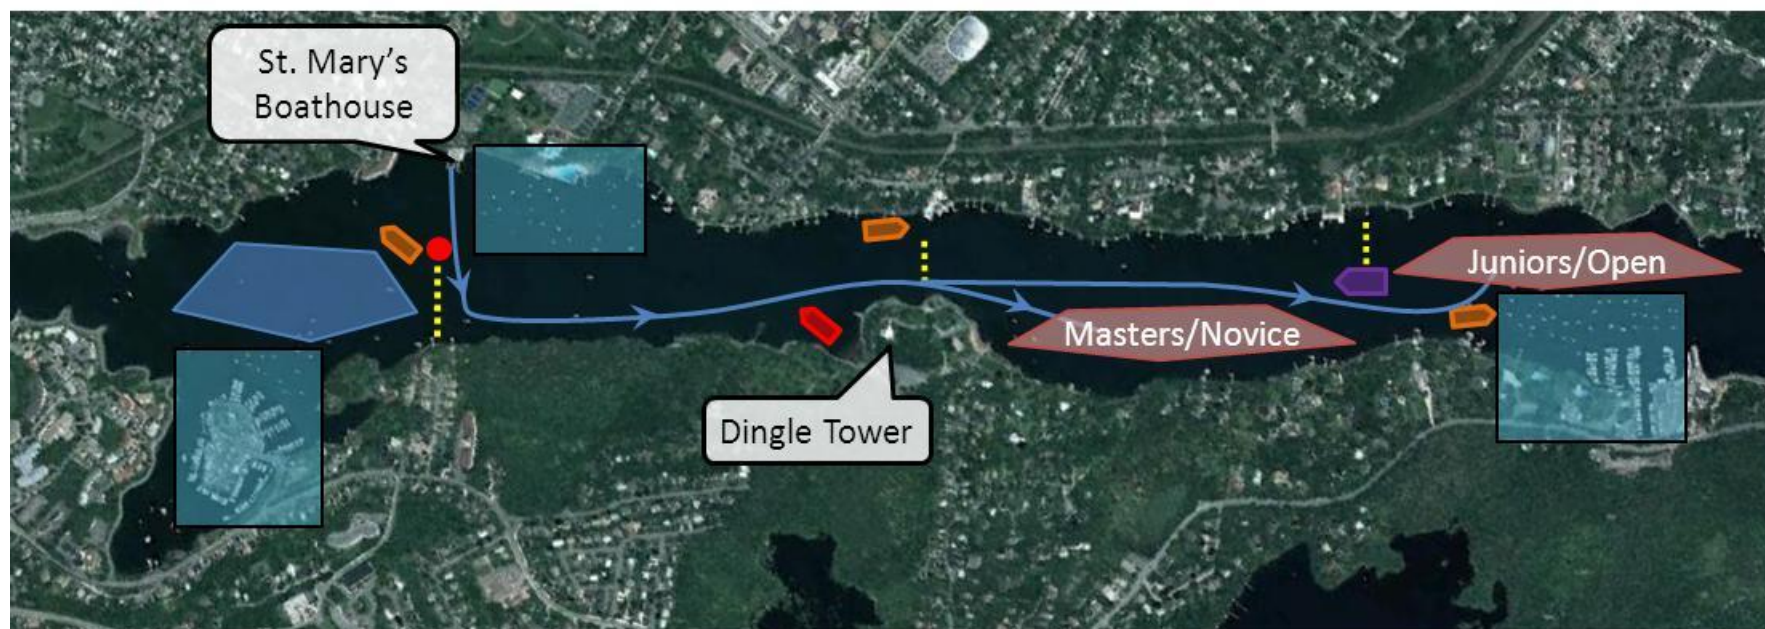 St. Mary's
Boathouse
Juniors/Open
Masters/Novice
Dingle Tower